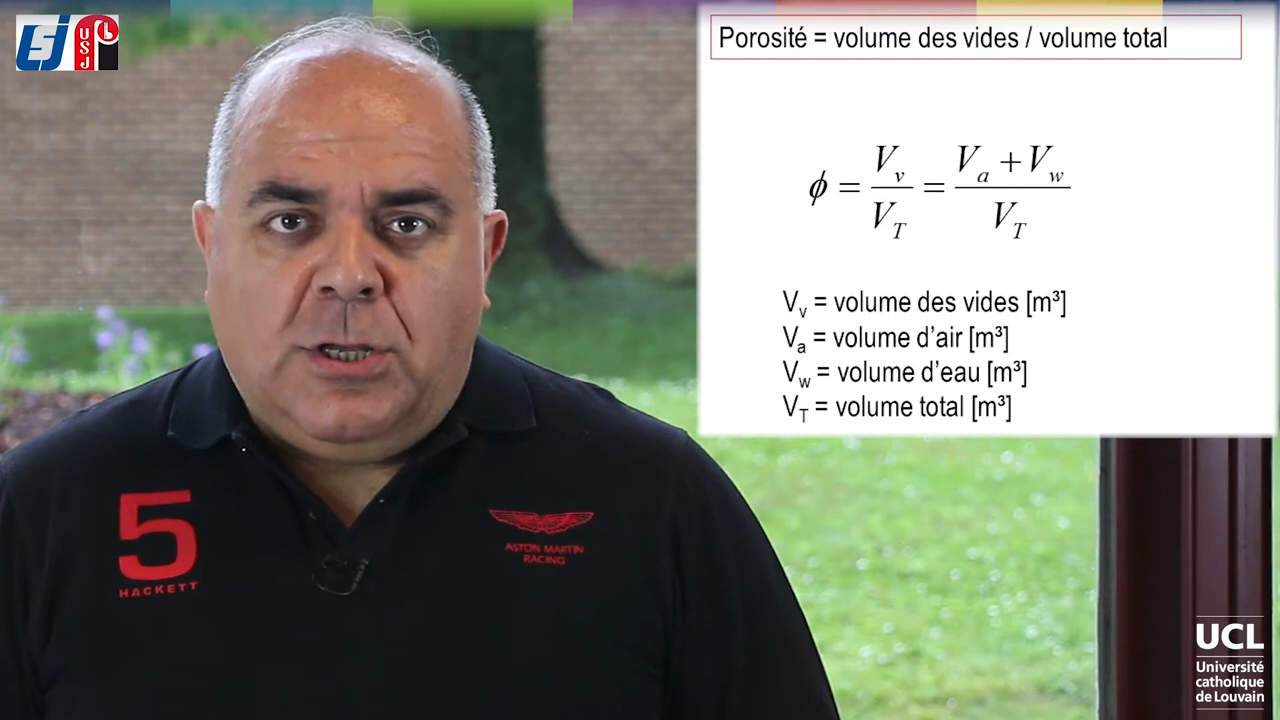 USJ
Porosité = volume des vides / volume total
ϕ = V_v / V_T = (V_a + V_w) / V_T
V_v = volume des vides [m³]
V_a = volume d’air [m³]
V_w = volume d’eau [m³]
V_T = volume total [m³]
5
HACKETT
ASTON MARTIN
RACING
UCL
Université
catholique
de Louvain